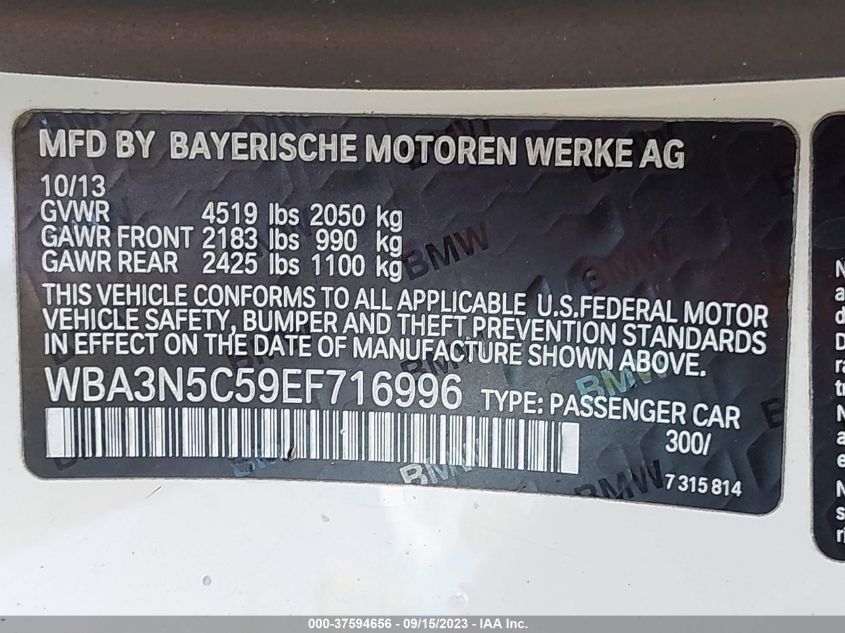 MFD BY BAYERISCHE MOTOREN WERKE AG
10/13
GVWR 4519 lbs 2050 kg
GAWR FRONT 2183 lbs 990 kg
GAWR REAR 2425 lbs 1100 kg
THIS VEHICLE CONFORMS TO ALL APPLICABLE U.S.FEDERAL MOTOR
VEHICLE SAFETY, BUMPER AND THEFT PREVENTION STANDARDS
IN EFFECT ON THE DATE OF MANUFACTURE SHOWN ABOVE.
WBA3N5C59EF716996 TYPE: PASSENGER CAR
300/
7 315 814
BMW
BMW
000-37594656 - 09/15/2023 - IAA Inc.